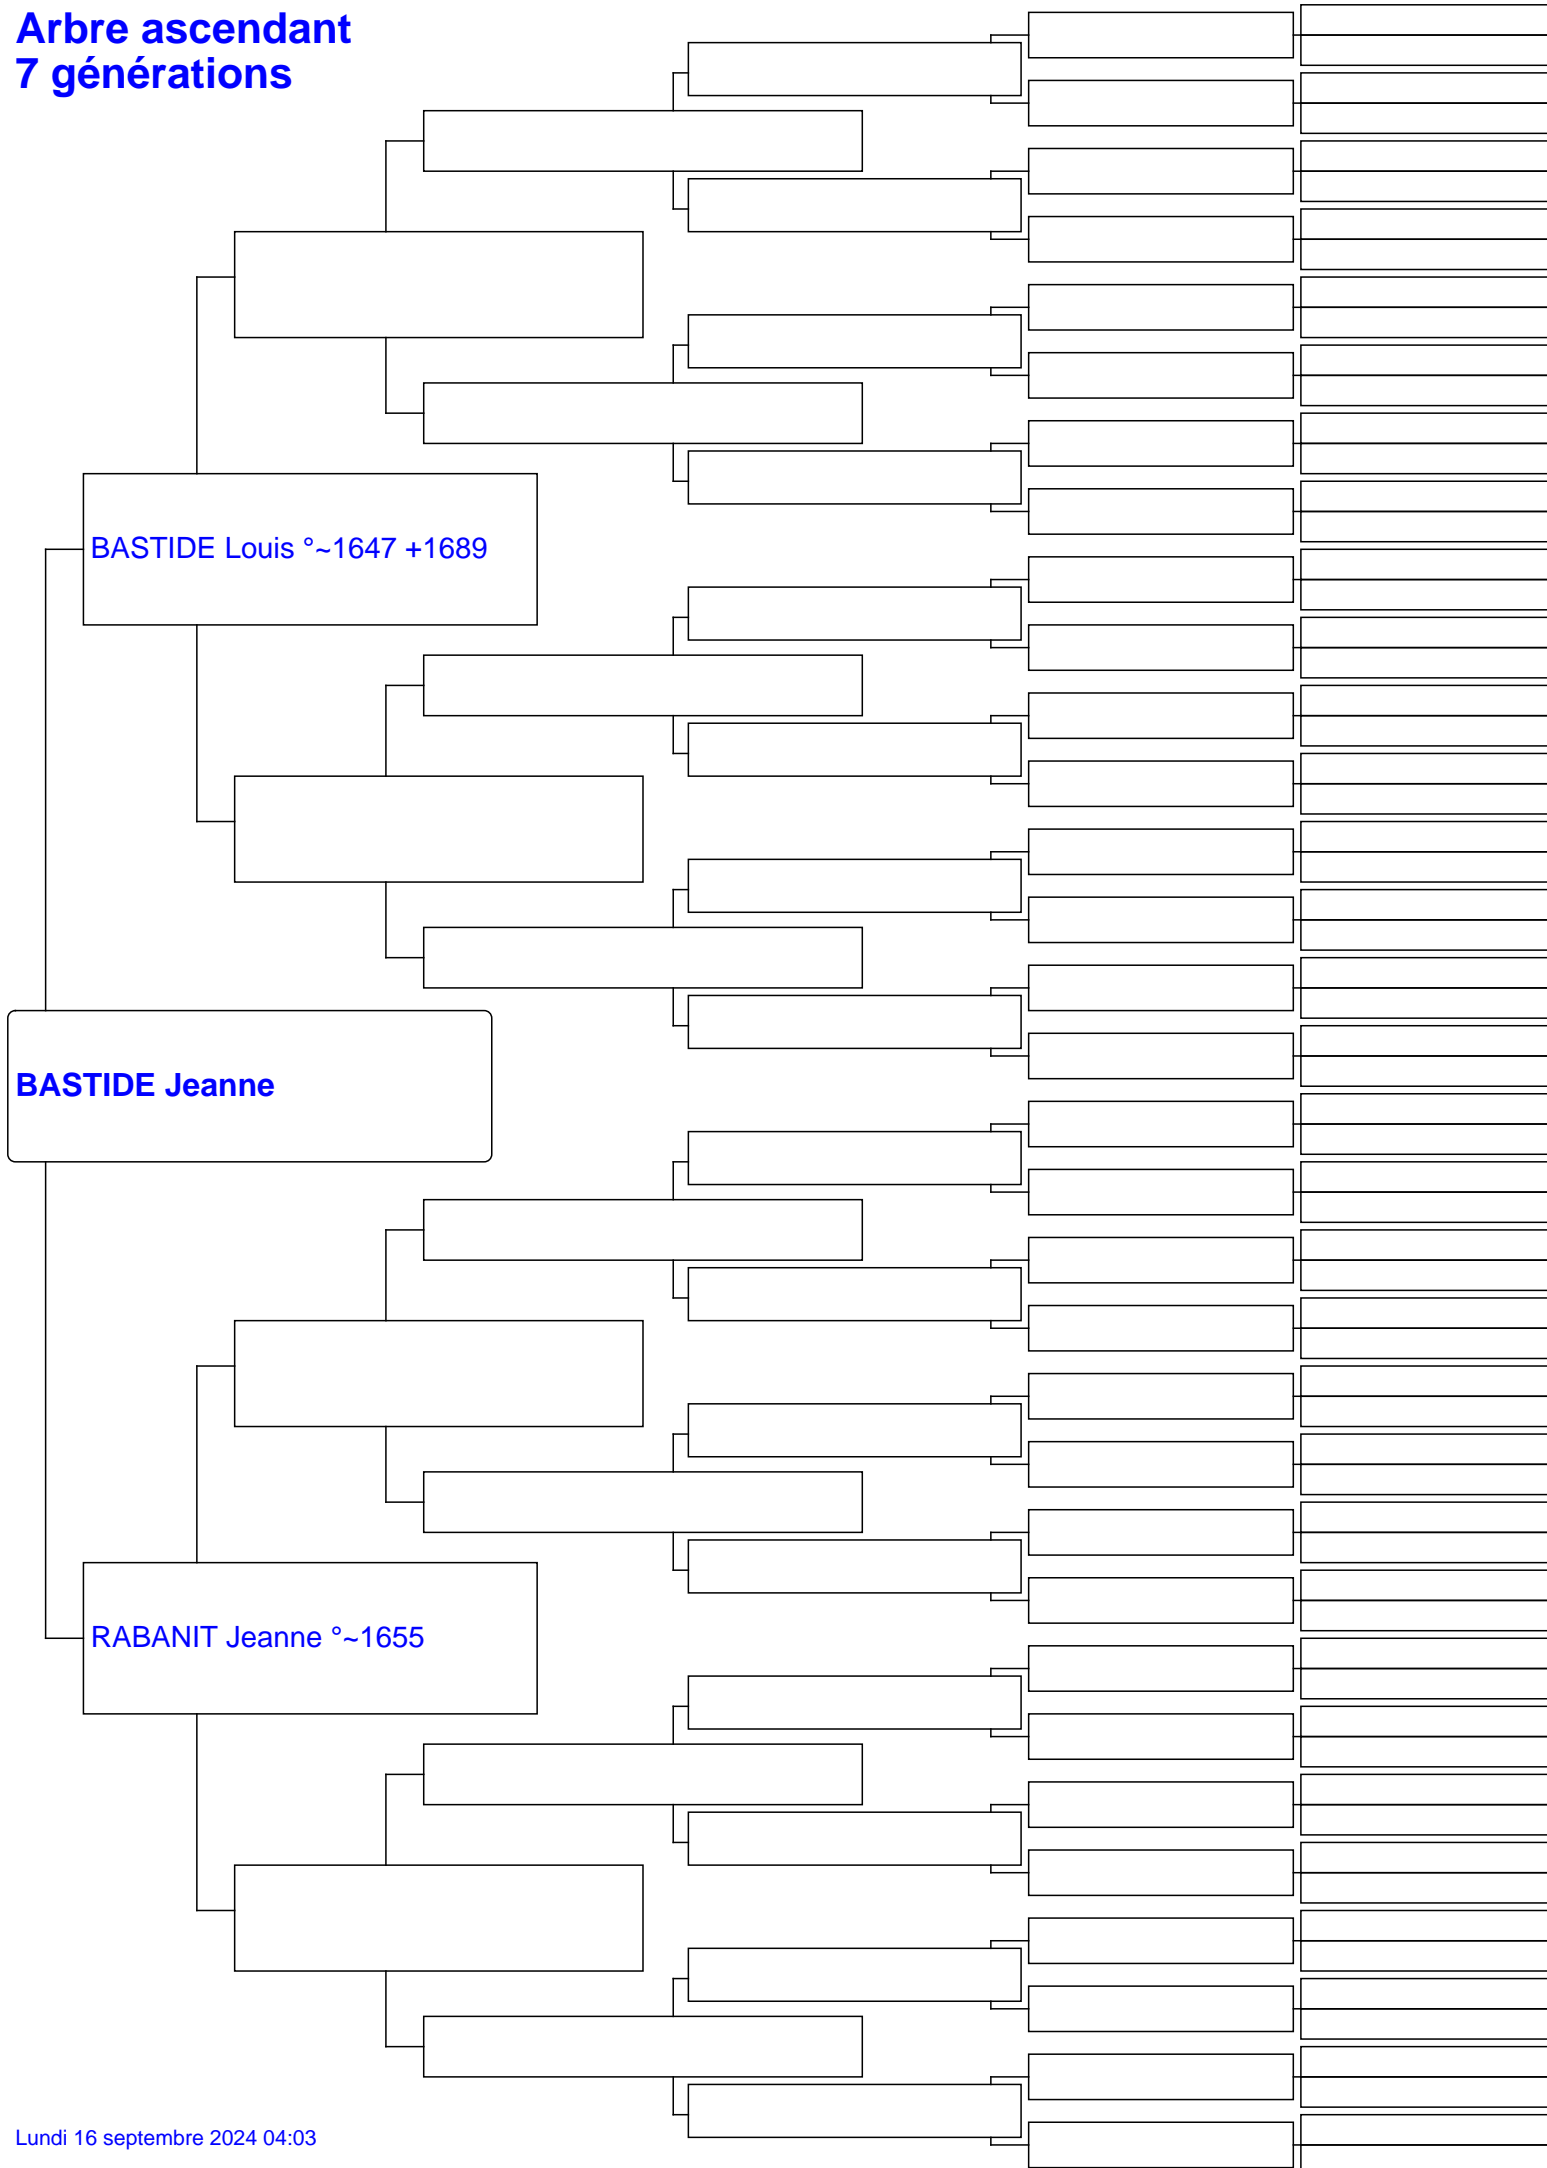 Arbre ascendant
7 générations
BASTIDE Louis °~1647 +1689
BASTIDE Jeanne
RABANIT Jeanne °~1655
Lundi 16 septembre 2024 04:03